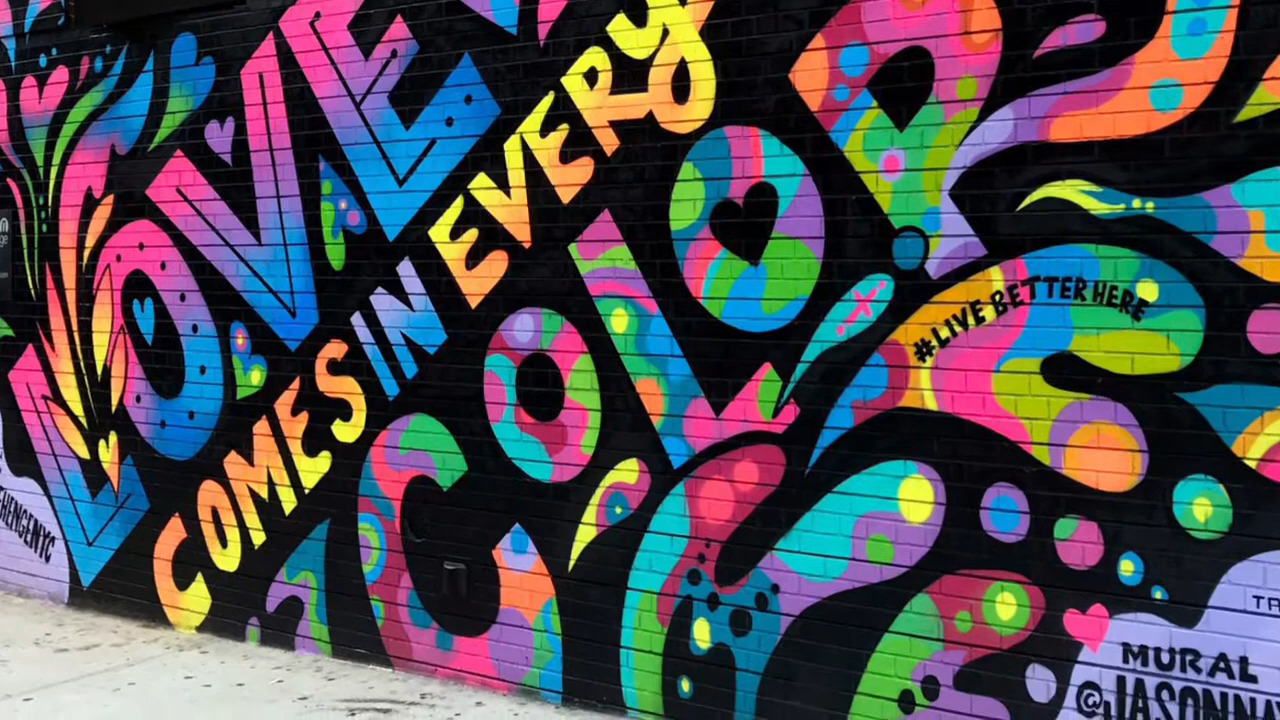 LOVE
COMES IN EVERY
COLOR
#LIVE BETTER HERE
MURAL